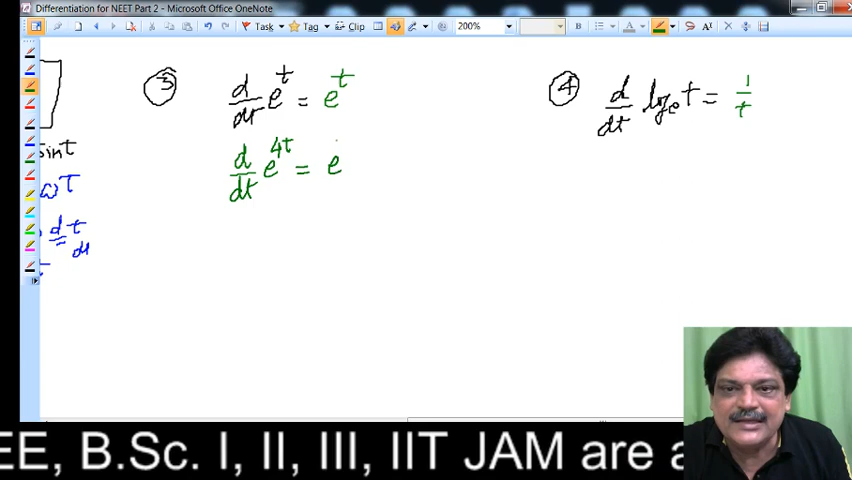 Differentiation for NEET Part 2 - Microsoft Office OneNote
Task Tag 200% A ABC
sint
ωt
d/dt t
③ d/dt e^t = e^t
d/dt e^4t = e
④ d/dt log_e t = 1/t
EE, B.Sc. I, II, III, IIT JAM are a